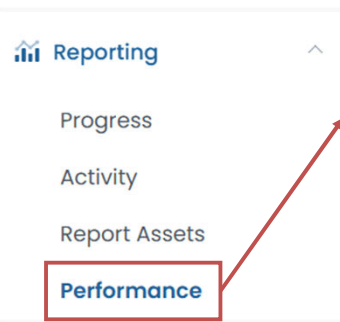 Reporting
Progress
Activity
Report Assets
Performance